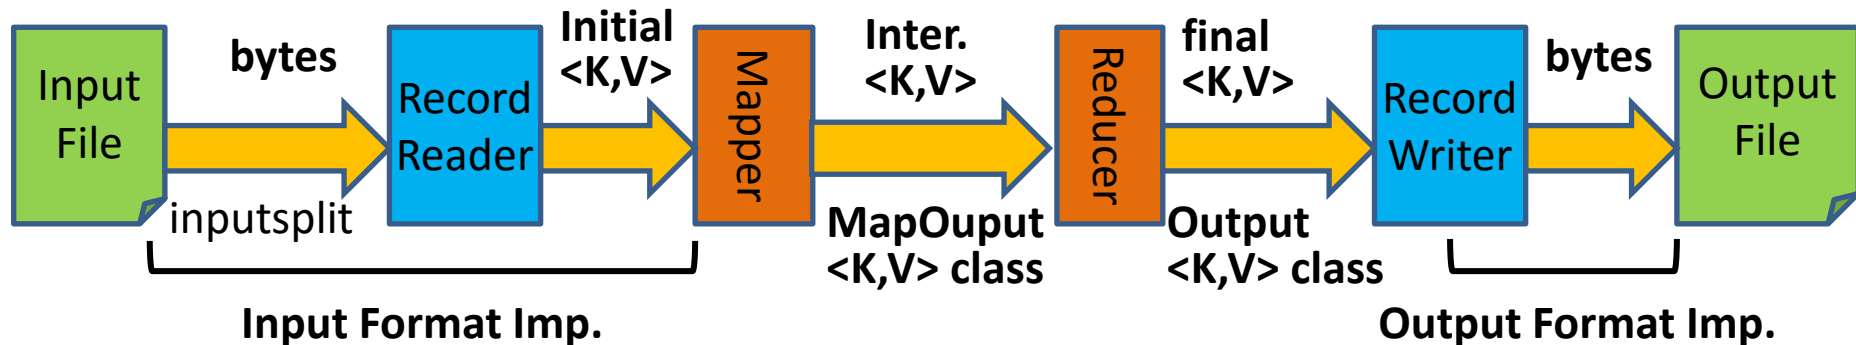 Input
File
bytes
inputsplit
Record
Reader
Initial
<K,V>
Mapper
Inter.
<K,V>
MapOuput
<K,V> class
Reducer
final
<K,V>
Output
<K,V> class
Record
Writer
bytes
Output
File
Input Format Imp.
Output Format Imp.